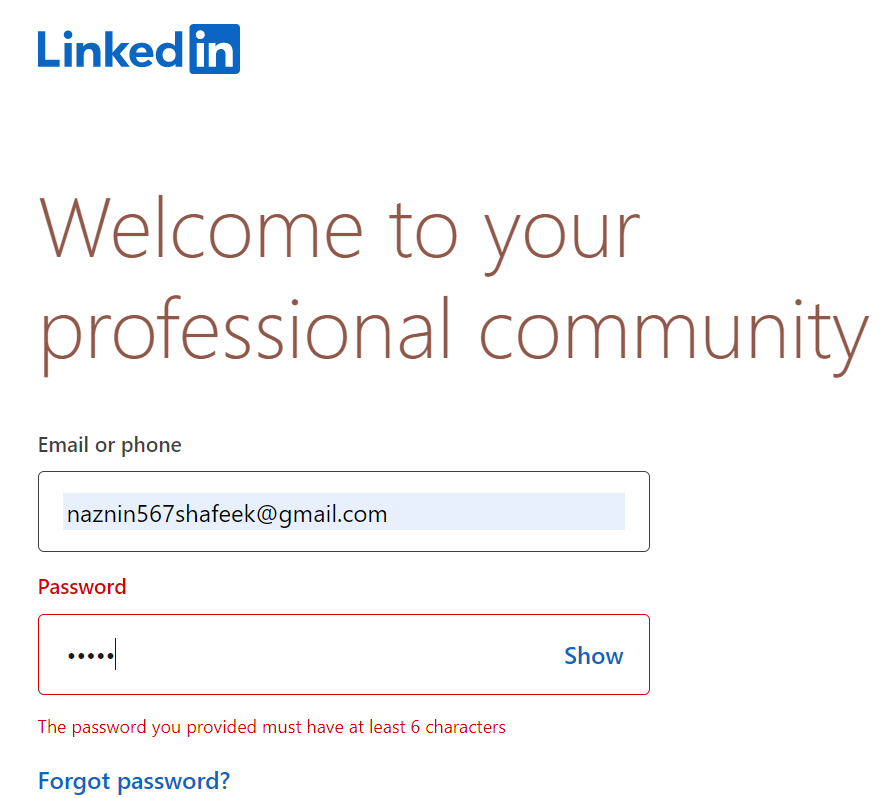 Linkedin
Welcome to your
professional community
Email or phone
naznin567shafeek@gmail.com
Password
•••••
Show
The password you provided must have at least 6 characters
Forgot password?